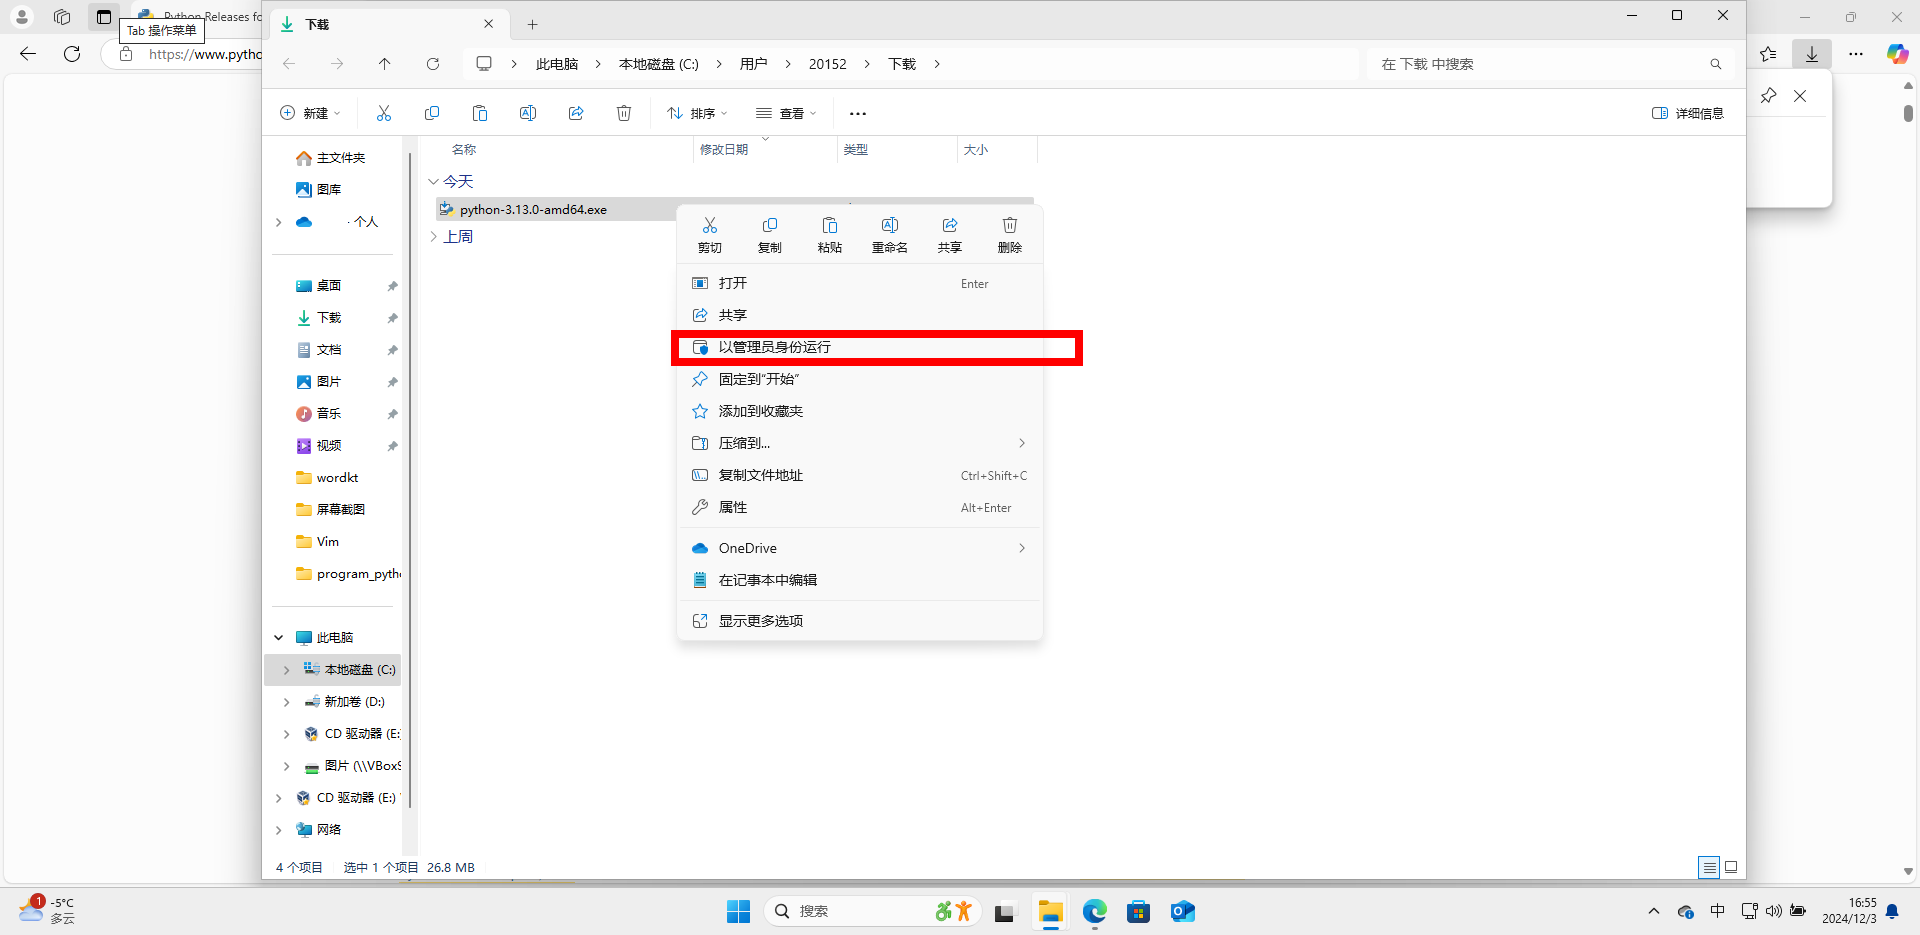 Python Releases fo
Tab 操作菜单
https://www.pytho
下载
此电脑
本地磁盘 (C:)
用户
20152
下载
在 下载 中搜索
新建
排序
查看
详细信息
名称
修改日期
类型
大小
主文件夹
图库
· 个人
桌面
下载
文档
图片
音乐
视频
wordkt
屏幕截图
Vim
program_pytho
此电脑
本地磁盘 (C:)
新加卷 (D:)
CD 驱动器 (E:)
图片 (\\VBoxS
CD 驱动器 (E:)
网络
今天
python-3.13.0-amd64.exe
上周
剪切
复制
粘贴
重命名
共享
删除
打开 Enter
共享
以管理员身份运行
固定到"开始"
添加到收藏夹
压缩到...
复制文件地址 Ctrl+Shift+C
属性 Alt+Enter
OneDrive
在记事本中编辑
显示更多选项
4 个项目 选中 1 个项目 26.8 MB
1
-5°C
多云
搜索
中
16:55
2024/12/3